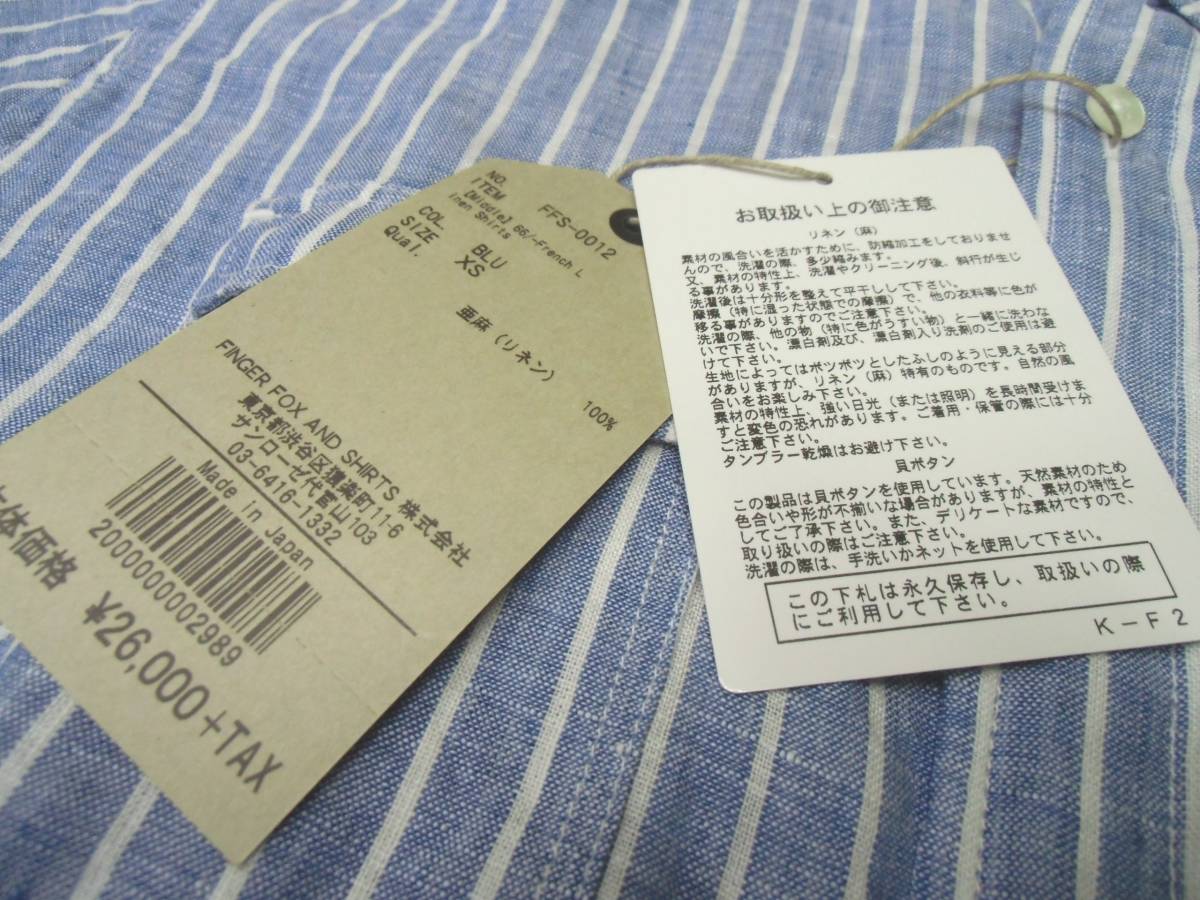 NO. FFS-0012
ITEM
[Middle] 66/-French L
inen Shirts
COL. BLU
SIZE XS
Qual.
亜麻(リネン) 100%
FINGER FOX AND SHIRTS 株式会社
東京都渋谷区猿楽町11-6
サンローゼ代官山103
03-6416-1332
Made in Japan
2000000002989
体価格 ¥26,000+TAX
お取扱い上の御注意
リネン(麻)
素材の風合いを活かすために、防縮加工をしておりませ
んので、洗濯の際、多少縮みます。
又、素材の特性上、洗濯やクリーニング後、斜行が生じ
る事があります。
洗濯後は十分形を整えて平干しして下さい。
摩擦(特に湿った状態での摩擦)で、他の衣料等に色が
移る事がありますのでご注意下さい。
洗濯の際、他の物(特に色がうすい物)と一緒に洗わな
いで下さい。漂白剤及び、漂白剤入り洗剤のご使用は避
けて下さい。
生地によってはポツポツとしたふしのように見える部分
がありますが、リネン(麻)特有のものです。自然の風
合いをお楽しみ下さい。
素材の特性上、強い日光(または照明)を長時間受けま
すと変色の恐れがあります。ご着用・保管の際には十分
ご注意下さい。
タンブラー乾燥はお避け下さい。
貝ボタン
この製品は貝ボタンを使用しています。天然素材のため
色合いや形が不揃いな場合がありますが、素材の特性と
してご了承下さい。また、デリケートな素材ですので、
取り扱いの際はご注意下さい。
洗濯の際は、手洗いかネットを使用して下さい。
この下札は永久保存し、取扱いの際
にご利用して下さい。
K-F2